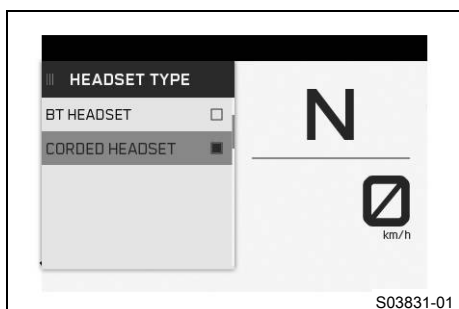 HEADSET TYPE
BT HEADSET
CORDED HEADSET
N
0
km/h
S03831-01